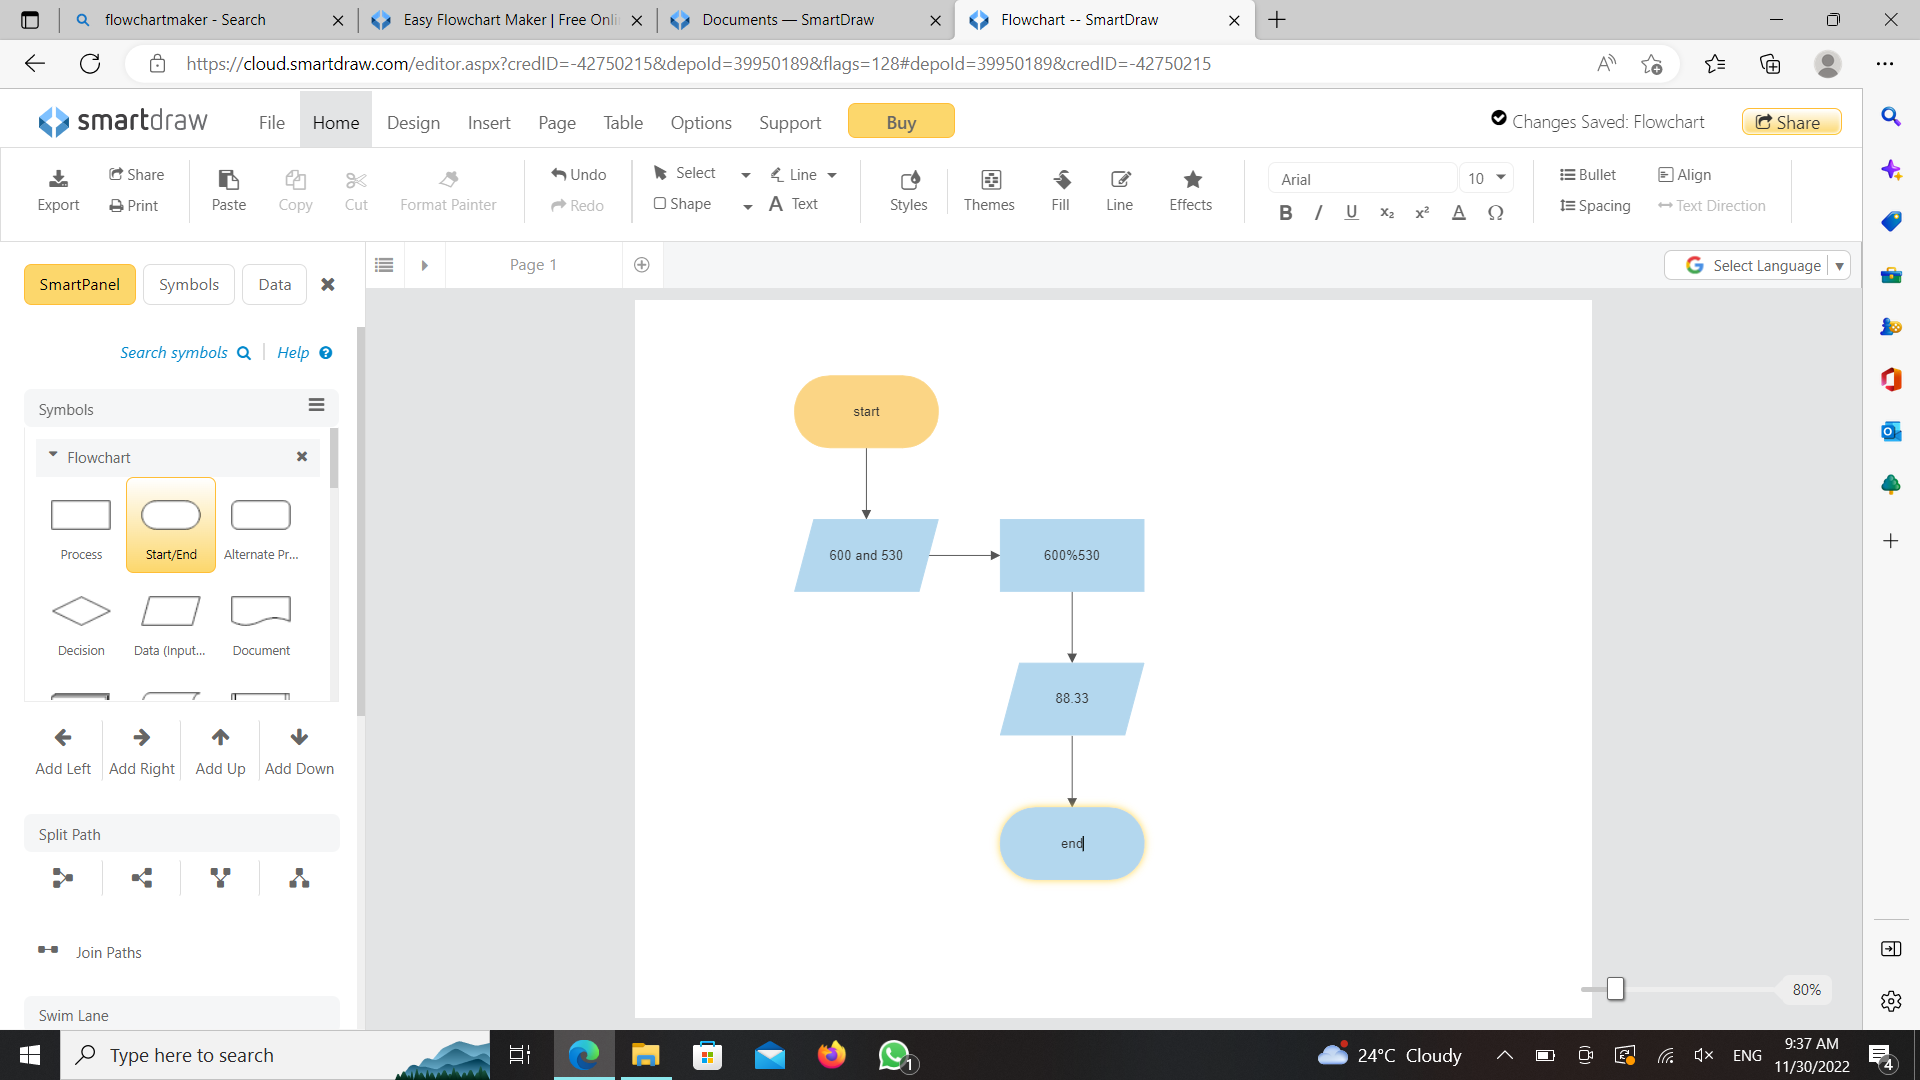 flowchartmaker - Search
Easy Flowchart Maker | Free Onli
Documents — SmartDraw
Flowchart -- SmartDraw
https://cloud.smartdraw.com/editor.aspx?credID=-42750215&depoId=39950189&flags=128#depoId=39950189&credID=-42750215
smartdraw
File
Home
Design
Insert
Page
Table
Options
Support
Buy
Changes Saved: Flowchart
Share
Export
Share
Print
Paste
Copy
Cut
Format Painter
Undo
Redo
Select
Shape
Line
Text
Styles
Themes
Fill
Line
Effects
Arial
10
B I U x₂ x² A Ω
Bullet
Align
Spacing
Text Direction
SmartPanel
Symbols
Data
Page 1
Select Language
Search symbols
Help
Symbols
Flowchart
Process
Start/End
Alternate Pr...
Decision
Data (Input...
Document
Add Left
Add Right
Add Up
Add Down
Split Path
Join Paths
Swim Lane
start
600 and 530
600%530
88.33
end
80%
Type here to search
1
24°C Cloudy
ENG
9:37 AM
11/30/2022
4